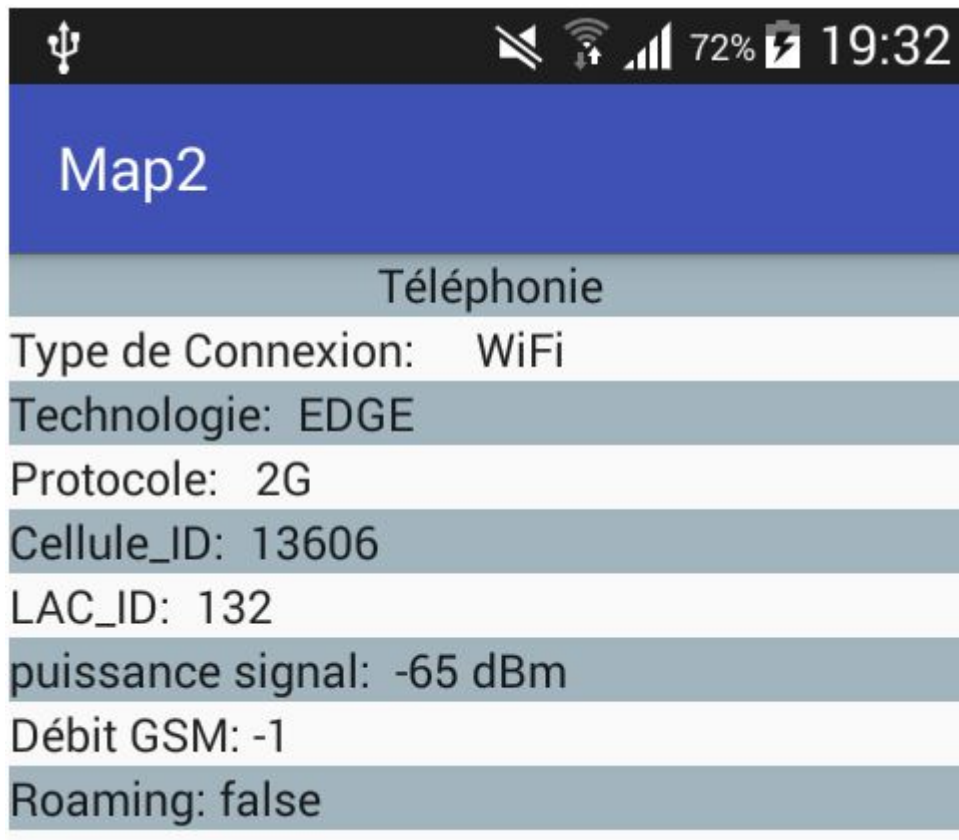 72% 19:32
Map2
Téléphonie
Type de Connexion: WiFi
Technologie: EDGE
Protocole: 2G
Cellule_ID: 13606
LAC_ID: 132
puissance signal: -65 dBm
Débit GSM: -1
Roaming: false